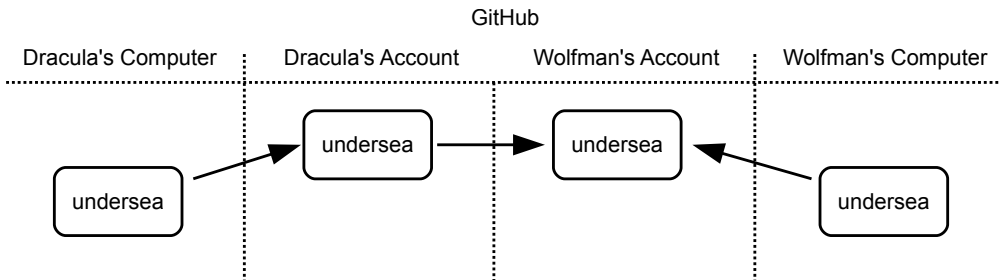 GitHub
Dracula's Computer
Dracula's Account
Wolfman's Account
Wolfman's Computer
undersea
undersea
undersea
undersea